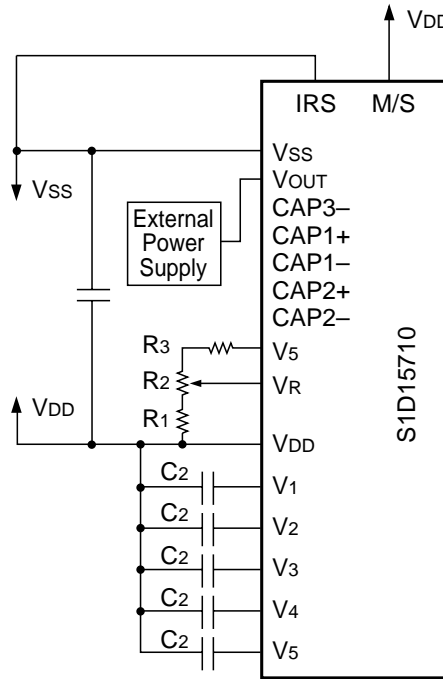 VDD
IRS M/S
VSS
VSS
VOUT
External
Power
Supply
CAP3–
CAP1+
CAP1–
CAP2+
CAP2–
R3
V5
R2
VR
R1
VDD
VDD
C2
V1
C2
V2
C2
V3
C2
V4
C2
V5
S1D15710